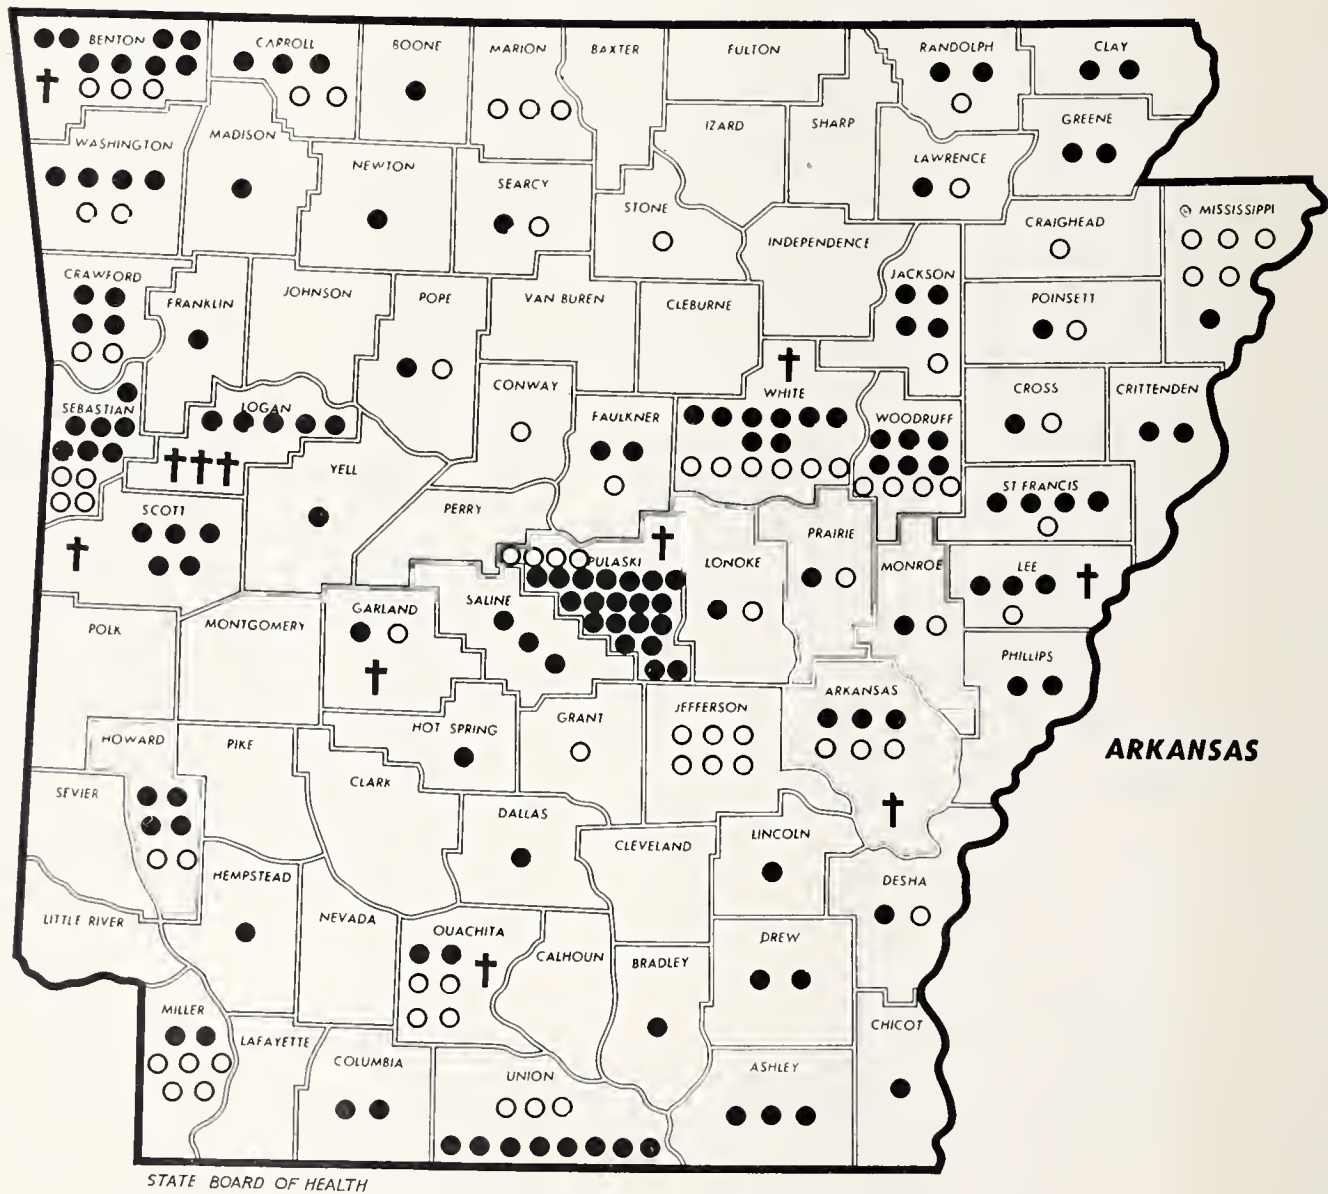 BENTON
CARROLL
BOONE
MARION
BAXTER
FULTON
RANDOLPH
CLAY
WASHINGTON
MADISON
NEWTON
SEARCY
STONE
IZARD
SHARP
LAWRENCE
GREENE
INDEPENDENCE
CRAIGHEAD
MISSISSIPPI
CRAWFORD
FRANKLIN
JOHNSON
POPE
VAN BUREN
CLEBURNE
JACKSON
POINSETT
SEBASTIAN
LOGAN
CONWAY
FAULKNER
WHITE
WOODRUFF
CROSS
CRITTENDEN
SCOTT
YELL
PERRY
PULASKI
LONOKE
PRAIRIE
MONROE
ST FRANCIS
LEE
POLK
MONTGOMERY
GARLAND
SALINE
PHILLIPS
HOWARD
PIKE
HOT SPRING
GRANT
JEFFERSON
ARKANSAS
ARKANSAS
SEVIER
CLARK
DALLAS
CLEVELAND
LINCOLN
DESHA
LITTLE RIVER
HEMPSTEAD
NEVADA
OUACHITA
CALHOUN
BRADLEY
DREW
MILLER
LAFAYETTE
COLUMBIA
UNION
ASHLEY
CHICOT
STATE BOARD OF HEALTH